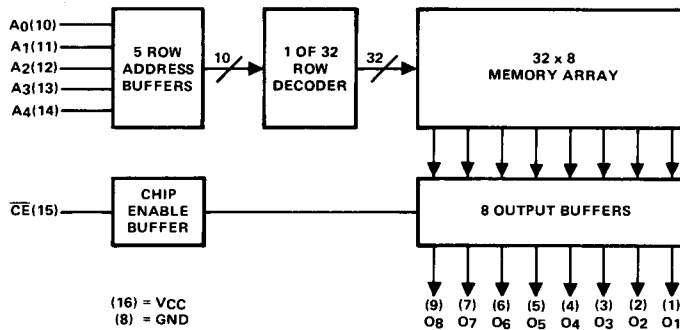 A0(10)
A1(11)
A2(12)
A3(13)
A4(14)
5 ROW
ADDRESS
BUFFERS
10
1 OF 32
ROW
DECODER
32
32 x 8
MEMORY ARRAY
CE(15)
CHIP
ENABLE
BUFFER
8 OUTPUT BUFFERS
(16) = VCC
(8) = GND
(9) (7) (6) (5) (4) (3) (2) (1)
O8 O7 O6 O5 O4 O3 O2 O1